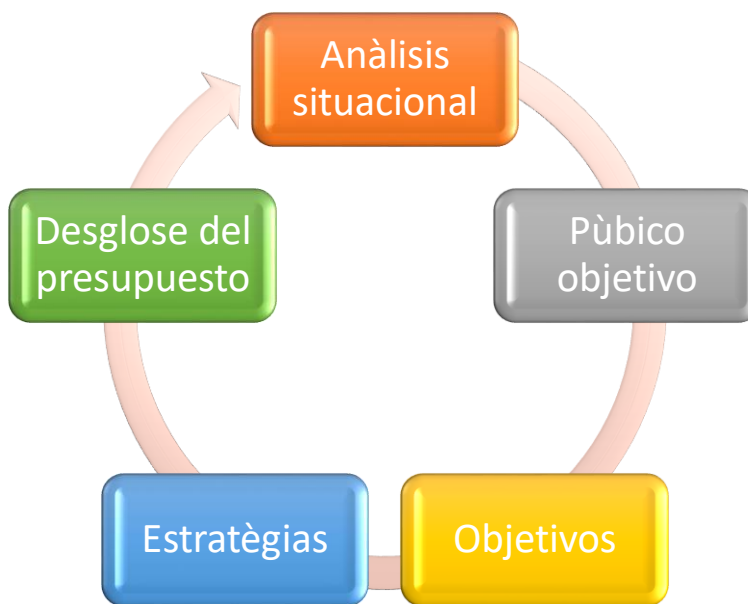 Anàlisis
situacional
Pùbico
objetivo
Objetivos
Estratègias
Desglose del
presupuesto